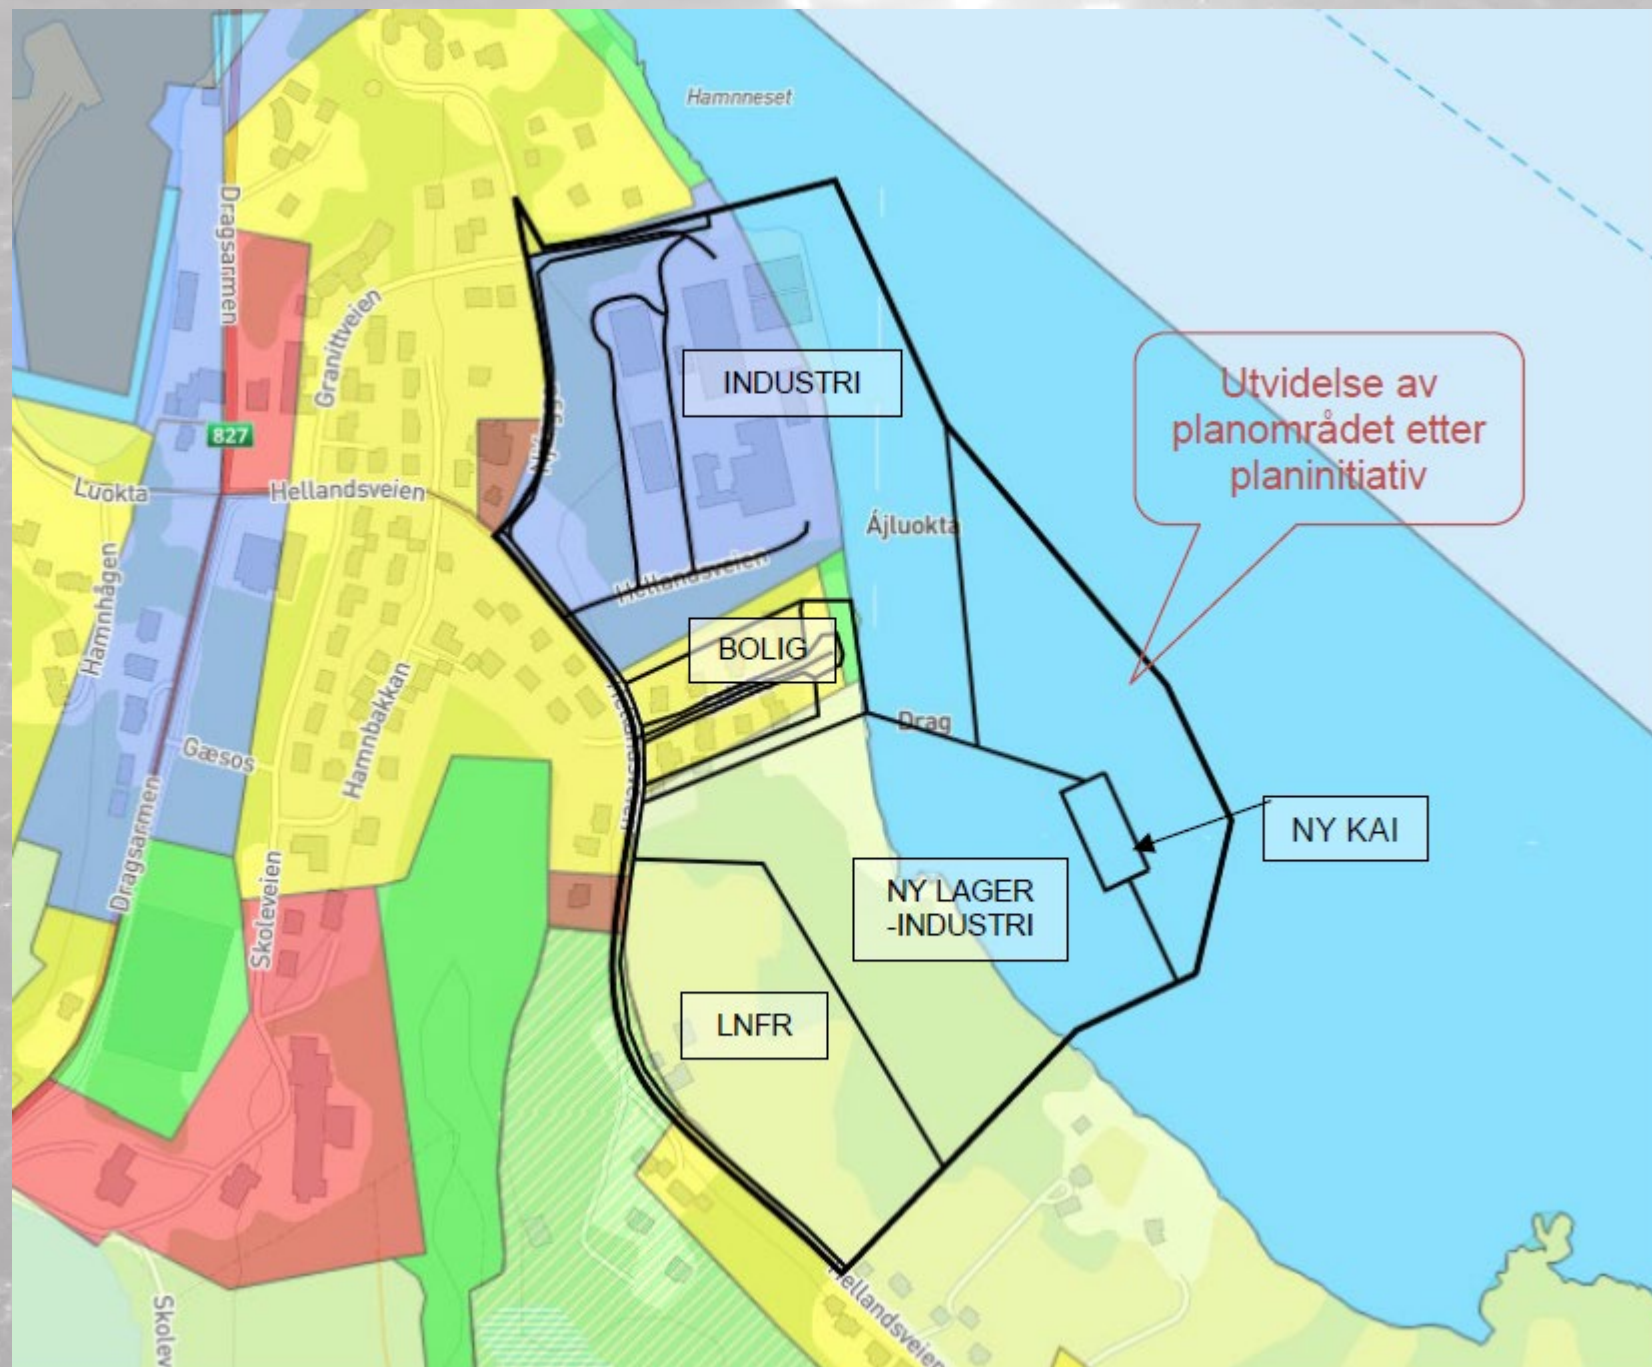 Hamnneset
Dragsarmen
Granittveien
INDUSTRI
Utvidelse av
planområdet etter
planinitiativ
827
Luokta
Hellandsveien
Ájluokta
Hellandsveien
Hamnhågen
BOLIG
Hamnbakkan
Hellandsveien
Drag
Gæsos
NY KAI
Dragsarmen
Skoleveien
NY LAGER
-INDUSTRI
LNFR
Hellandsveien